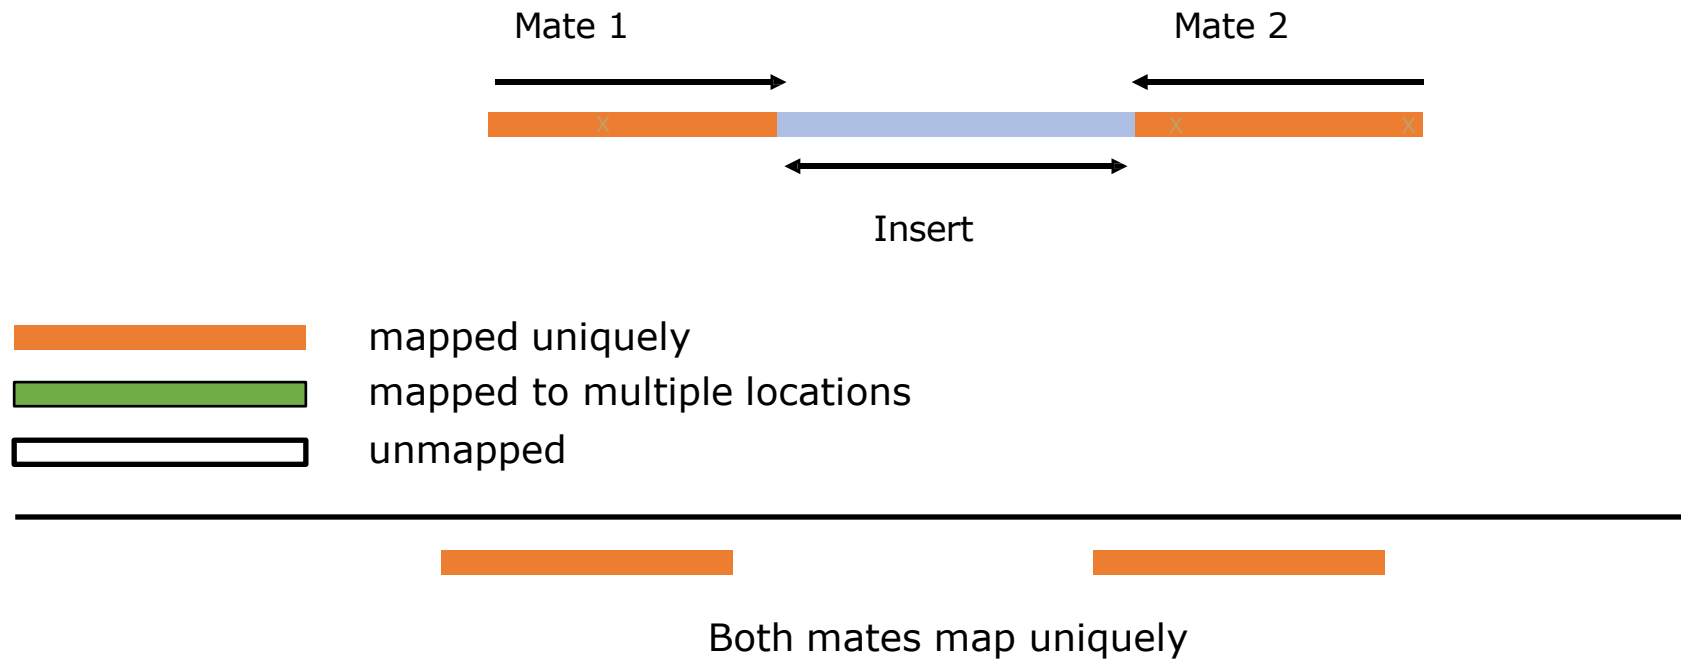 Mate 1
Mate 2
x
x
x
Insert
mapped uniquely
mapped to multiple locations
unmapped
Both mates map uniquely